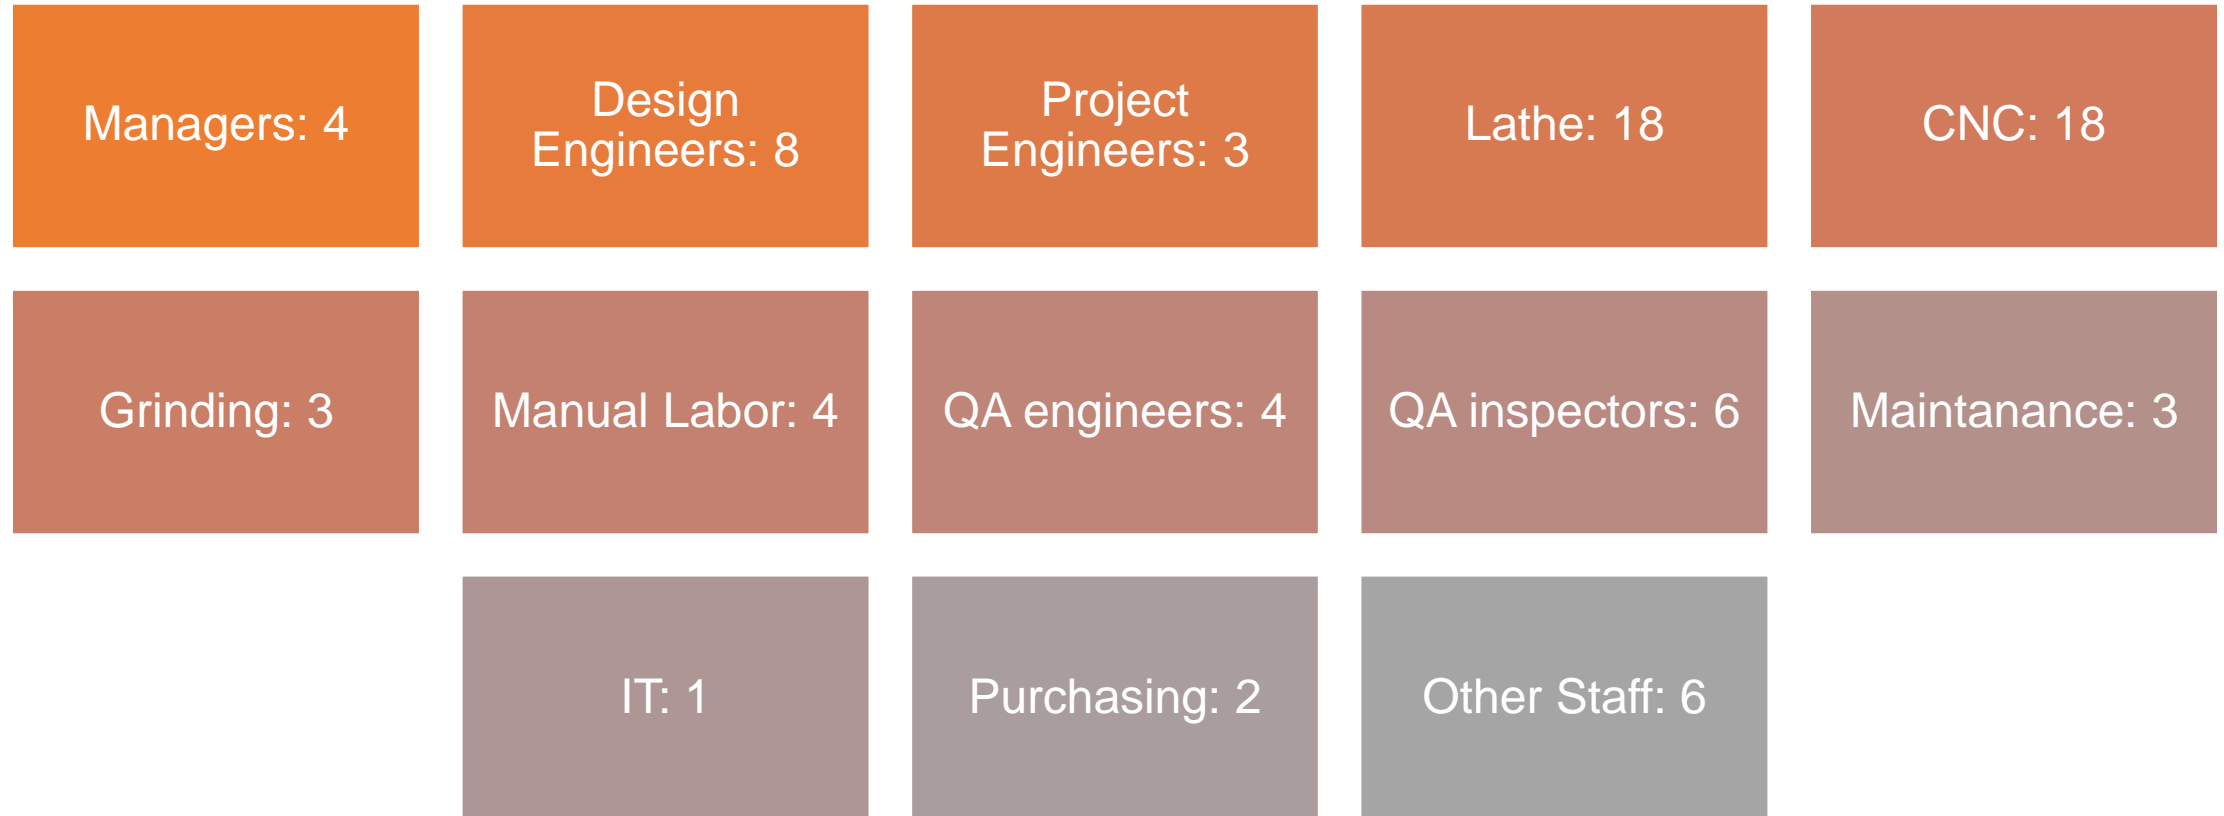 Managers: 4
Design
Engineers: 8
Project
Engineers: 3
Lathe: 18
CNC: 18
Grinding: 3
Manual Labor: 4
QA engineers: 4
QA inspectors: 6
Maintanance: 3
IT: 1
Purchasing: 2
Other Staff: 6